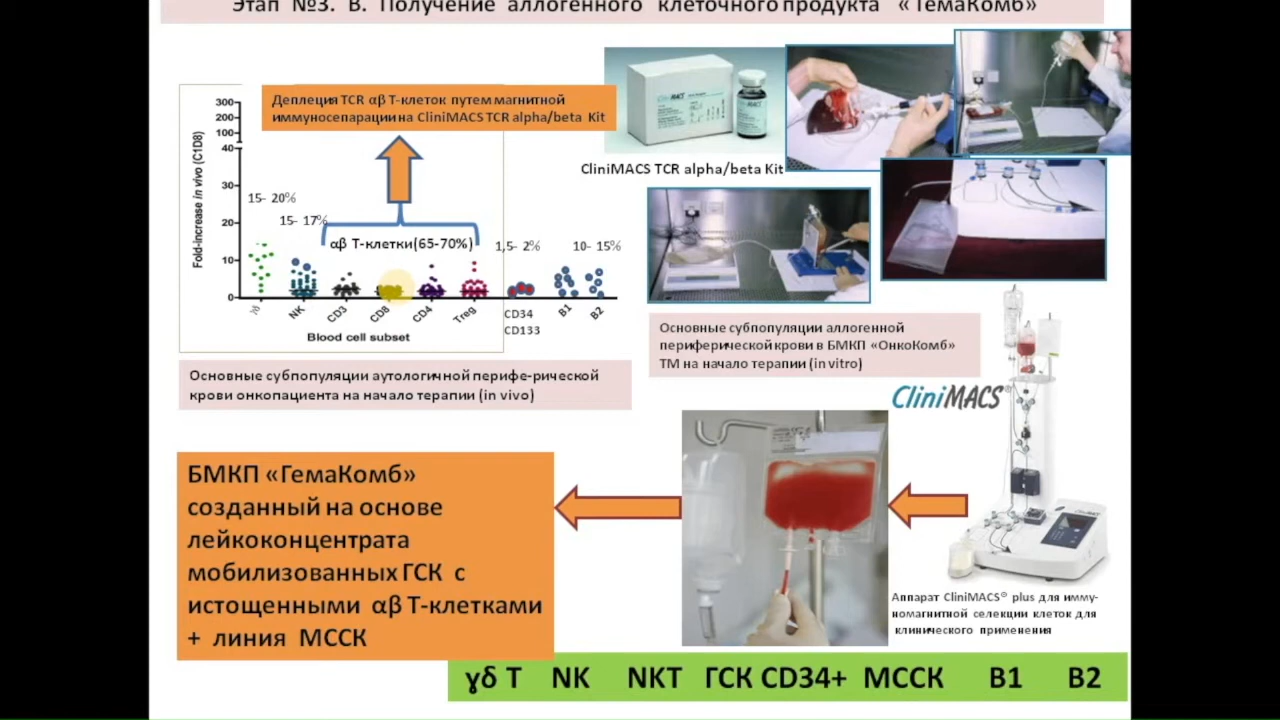 Этап №3. В. Получение аллогенного клеточного продукта «ГемаКомб»
Деплеция TCR αβ Т-клеток путем магнитной
иммуносепарации на CliniMACS TCR alpha/beta Kit
CliniMACS
CliniMACS TCR alpha/beta Kit
Fold-increase in vivo (C1D8)
300
200
100
40
30
20
10
0
15- 20%
15- 17%
αβ Т-клетки(65-70%)
1,5- 2%
10- 15%
γδ
NK
CD3
CD8
CD4
Treg
CD34
CD133
B1
B2
Blood cell subset
Основные субпопуляции аутологичной перифе-рической
крови онкопациента на начало терапии (in vivo)
Основные субпопуляции аллогенной
периферической крови в БМКП «ОнкоКомб»
ТМ на начало терапии (in vitro)
CliniMACS®
БМКП «ГемаКомб»
созданный на основе
лейкоконцентрата
мобилизованных ГСК с
истощенными αβ Т-клетками
+ линия МССК
Аппарат CliniMACS® plus для имму-
номагнитной селекции клеток для
клинического применения
ɣδ T NK NKT ГСК CD34+ МССК В1 В2